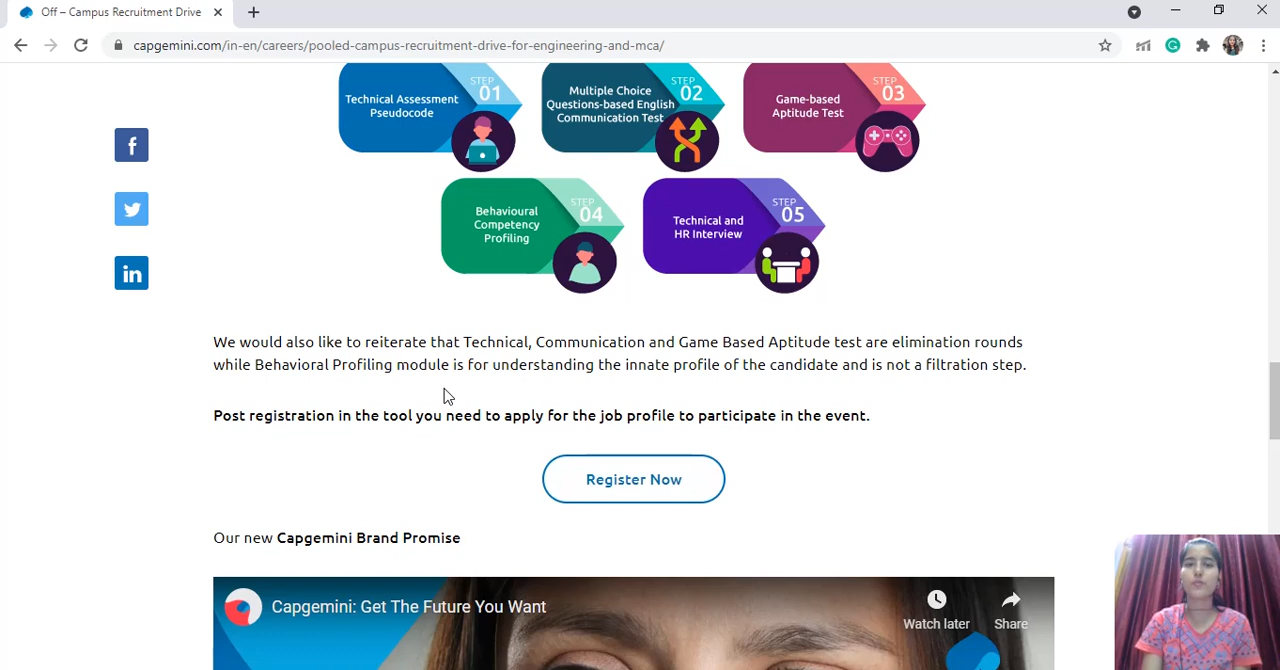 Off – Campus Recruitment Drive
capgemini.com/in-en/careers/pooled-campus-recruitment-drive-for-engineering-and-mca/
STEP
01
Technical Assessment
Pseudocode
STEP
02
Multiple Choice
Questions-based English
Communication Test
STEP
03
Game-based
Aptitude Test
STEP
04
Behavioural
Competency
Profiling
STEP
05
Technical and
HR Interview
We would also like to reiterate that Technical, Communication and Game Based Aptitude test are elimination rounds
while Behavioral Profiling module is for understanding the innate profile of the candidate and is not a filtration step.
Post registration in the tool you need to apply for the job profile to participate in the event.
Register Now
Our new Capgemini Brand Promise
Capgemini: Get The Future You Want
Watch later
Share